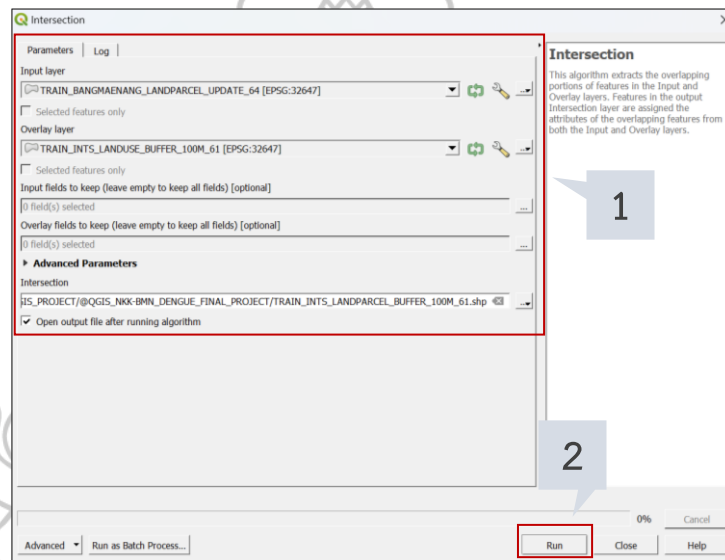 Intersection
Parameters
Log
Input layer
TRAIN_BANGMAENANG_LANDPARCEL_UPDATE_64 [EPSG:32647]
Selected features only
Overlay layer
TRAIN_INTS_LANDUSE_BUFFER_100M_61 [EPSG:32647]
Selected features only
Input fields to keep (leave empty to keep all fields) [optional]
0 field(s) selected
...
Overlay fields to keep (leave empty to keep all fields) [optional]
0 field(s) selected
...
Advanced Parameters
Intersection
IS_PROJECT/@QGIS_NKK-BMN_DENGUE_FINAL_PROJECT/TRAIN_INTS_LANDPARCEL_BUFFER_100M_61.shp
Open output file after running algorithm
Intersection
This algorithm extracts the overlapping
portions of features in the Input and
Overlay layers. Features in the output
Intersection layer are assigned the
attributes of the overlapping features from
both the Input and Overlay layers.
1
2
0%
Cancel
Advanced
Run as Batch Process...
Run
Close
Help